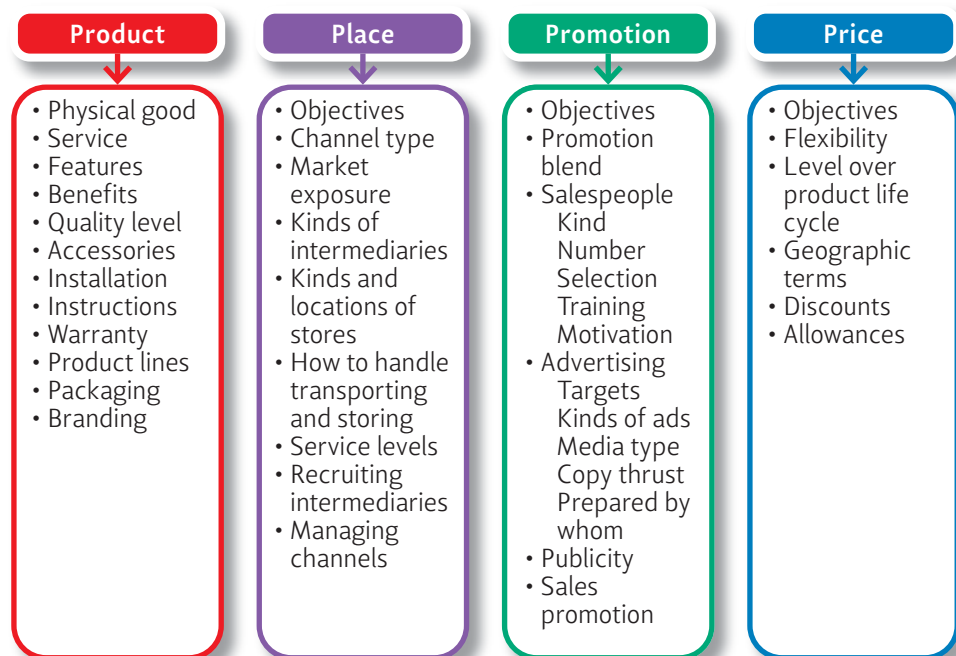 Product
• Physical good
• Service
• Features
• Benefits
• Quality level
• Accessories
• Installation
• Instructions
• Warranty
• Product lines
• Packaging
• Branding
Place
• Objectives
• Channel type
• Market
exposure
• Kinds of
intermediaries
• Kinds and
locations of
stores
• How to handle
transporting
and storing
• Service levels
• Recruiting
intermediaries
• Managing
channels
Promotion
• Objectives
• Promotion
blend
• Salespeople
Kind
Number
Selection
Training
Motivation
• Advertising
Targets
Kinds of ads
Media type
Copy thrust
Prepared by
whom
• Publicity
• Sales
promotion
Price
• Objectives
• Flexibility
• Level over
product life
cycle
• Geographic
terms
• Discounts
• Allowances